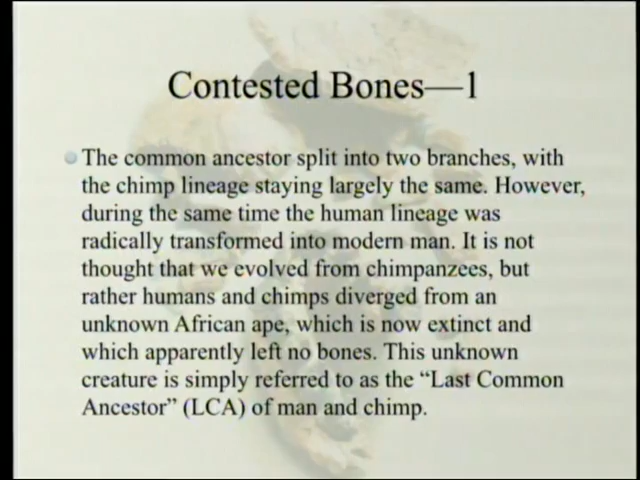 Contested Bones—1
The common ancestor split into two branches, with
the chimp lineage staying largely the same. However,
during the same time the human lineage was
radically transformed into modern man. It is not
thought that we evolved from chimpanzees, but
rather humans and chimps diverged from an
unknown African ape, which is now extinct and
which apparently left no bones. This unknown
creature is simply referred to as the “Last Common
Ancestor” (LCA) of man and chimp.